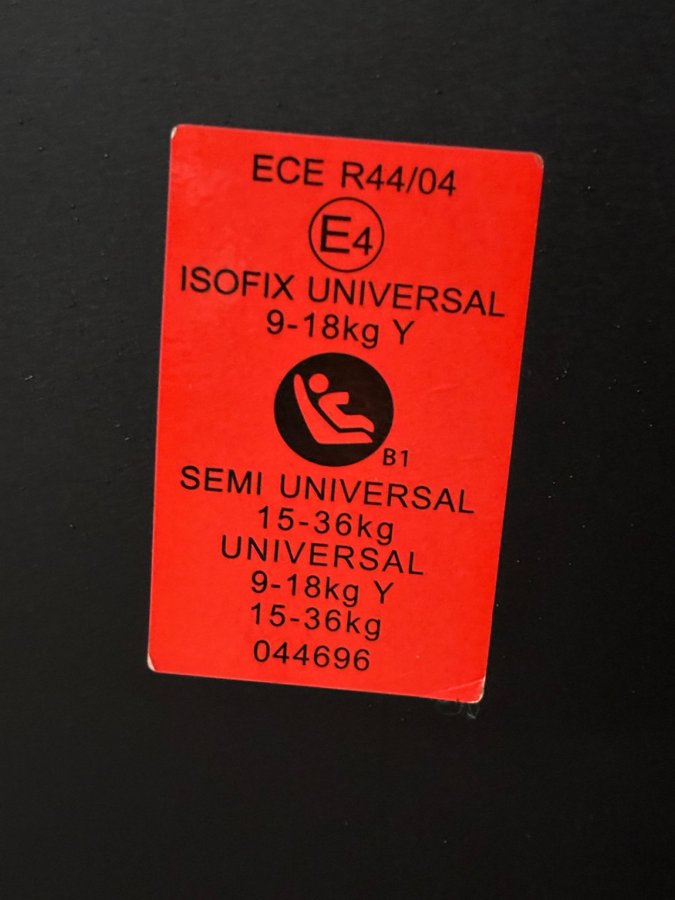 ECE R44/04
E4
ISOFIX UNIVERSAL
9-18kg Y
B1
SEMI UNIVERSAL
15-36kg
UNIVERSAL
9-18kg Y
15-36kg
044696